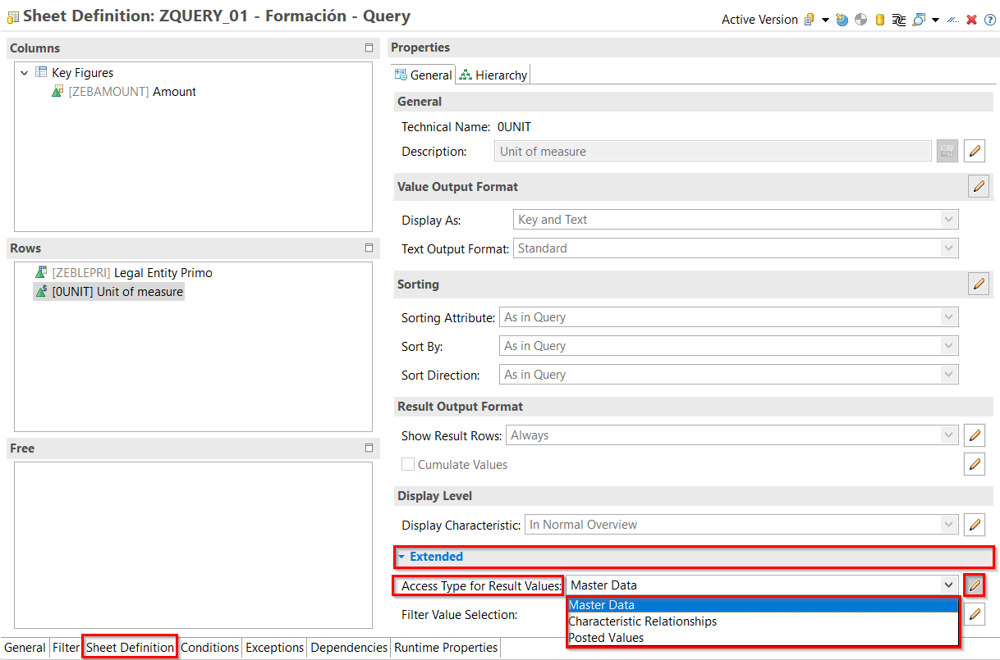 Sheet Definition: ZQUERY_01 - Formación - Query
Active Version
Columns
Key Figures
[ZEBAMOUNT] Amount
Rows
[ZEBLEPRI] Legal Entity Primo
[0UNIT] Unit of measure
Free
Properties
General Hierarchy
General
Technical Name: 0UNIT
Description: Unit of measure
Value Output Format
Display As: Key and Text
Text Output Format: Standard
Sorting
Sorting Attribute: As in Query
Sort By: As in Query
Sort Direction: As in Query
Result Output Format
Show Result Rows: Always
Cumulate Values
Display Level
Display Characteristic: In Normal Overview
Extended
Access Type for Result Values: Master Data
Master Data
Characteristic Relationships
Posted Values
Filter Value Selection:
General Filter Sheet Definition Conditions Exceptions Dependencies Runtime Properties